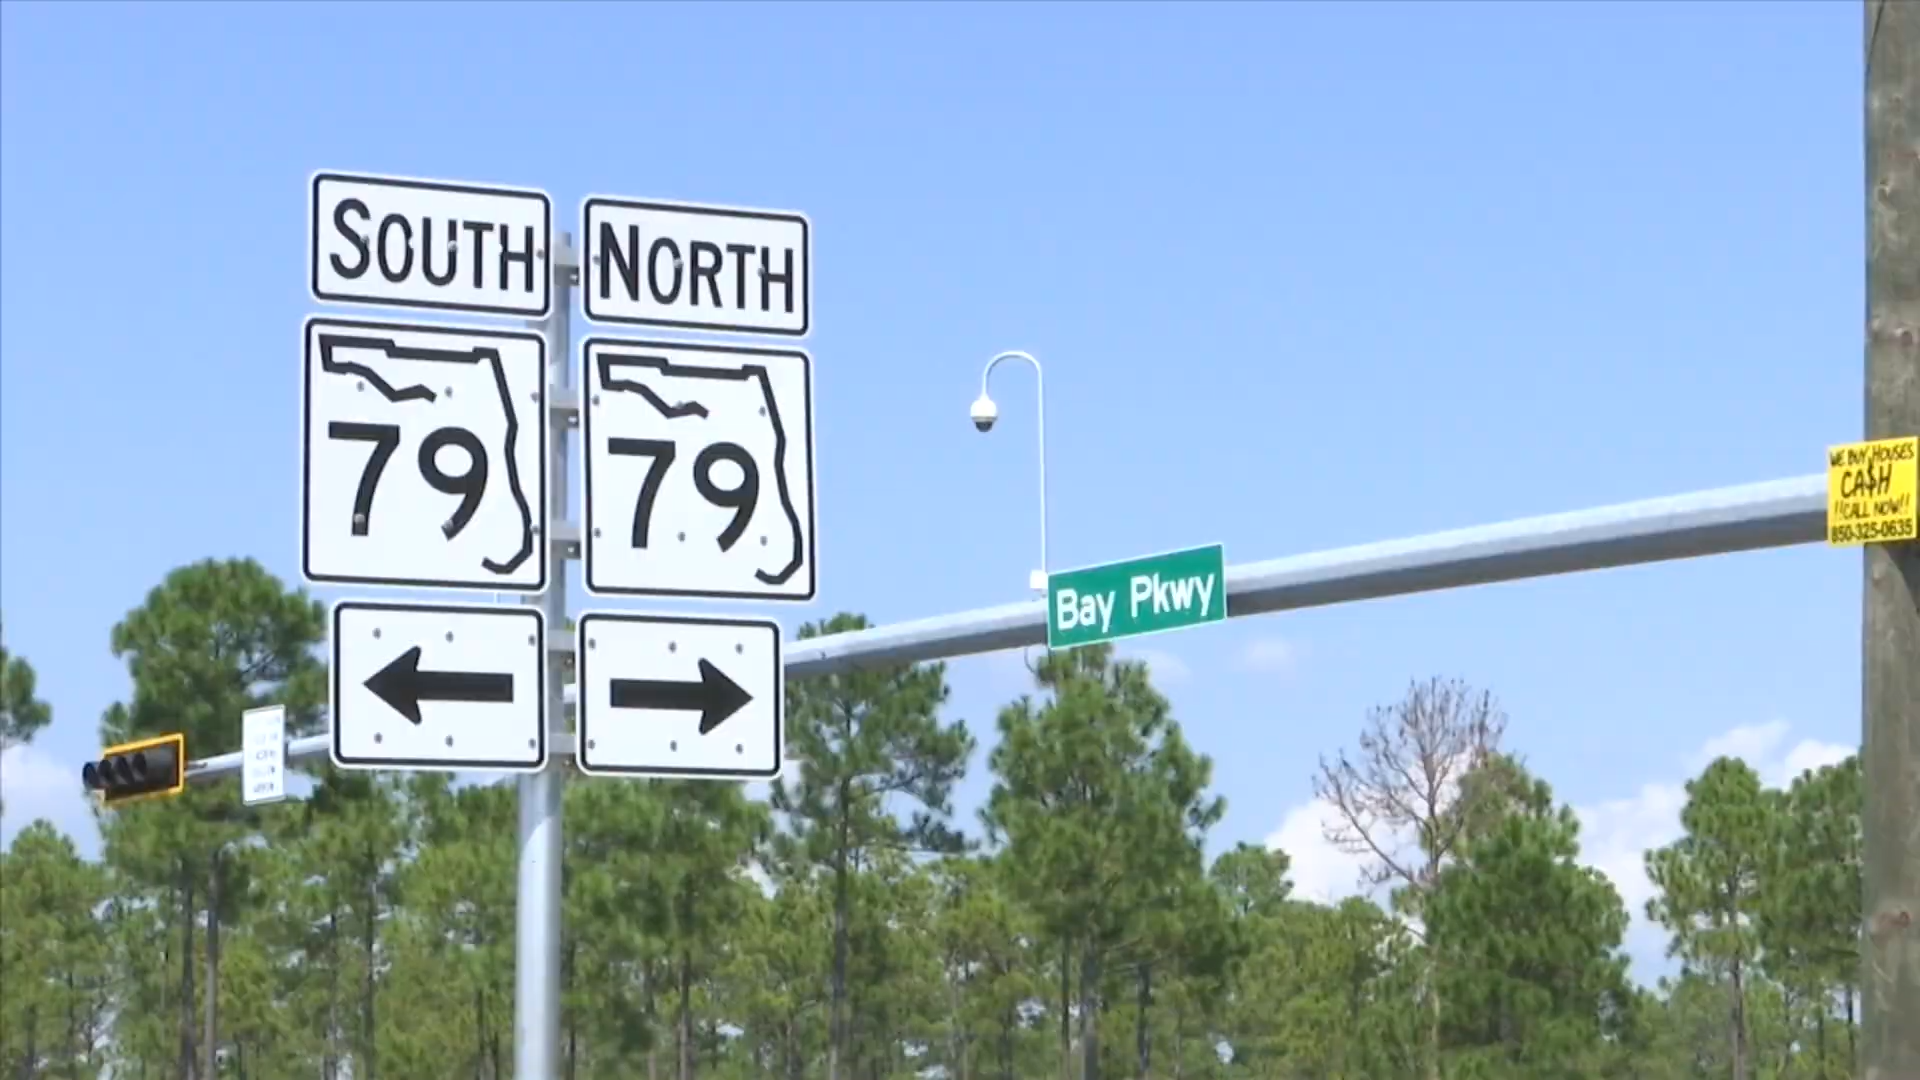 SOUTH
NORTH
79
79
Bay Pkwy
WE BUY HOUSES
CA$H
!!CALL NOW!!
850-325-0635